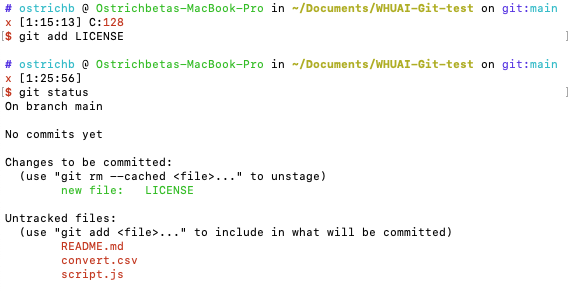 # ostrichb @ Ostrichbetas-MacBook-Pro in ~/Documents/WHUAI-Git-test on git:main
x [1:15:13] C:128
[$ git add LICENSE ]
# ostrichb @ Ostrichbetas-MacBook-Pro in ~/Documents/WHUAI-Git-test on git:main
x [1:25:56]
[$ git status ]
On branch main
No commits yet
Changes to be committed:
(use "git rm --cached <file>..." to unstage)
new file:   LICENSE
Untracked files:
(use "git add <file>..." to include in what will be committed)
README.md
convert.csv
script.js